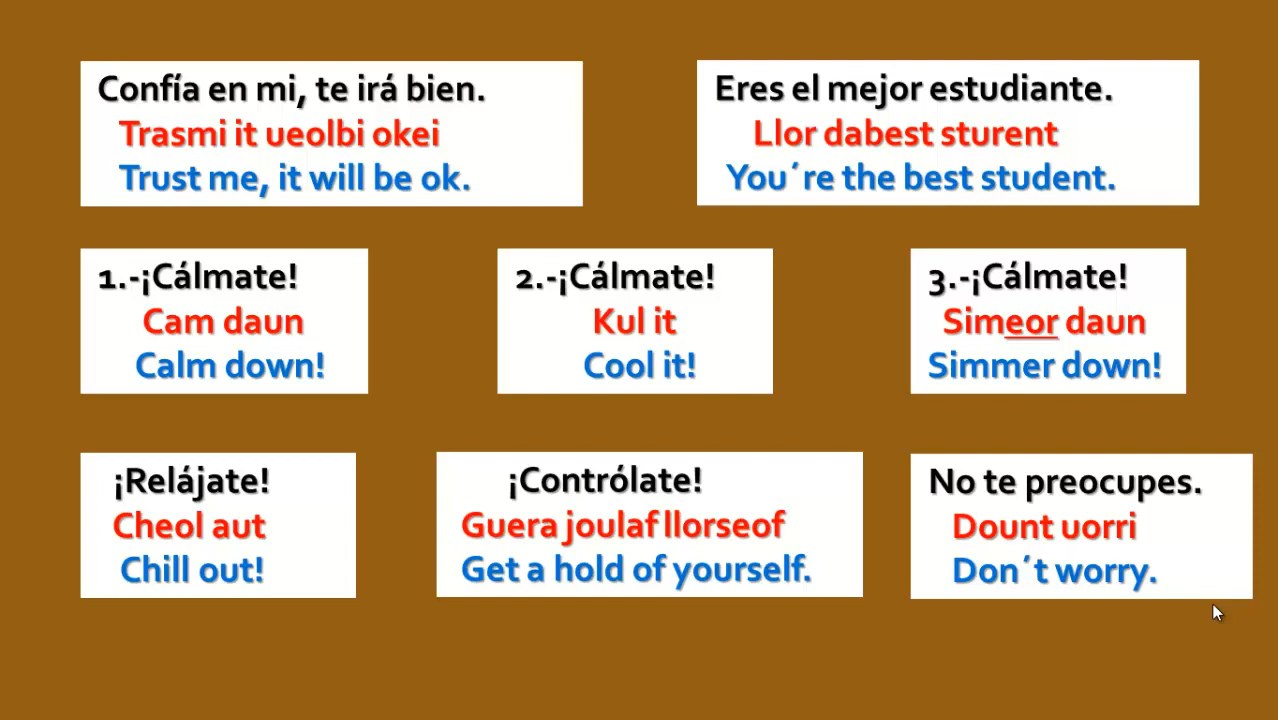 Confía en mi, te irá bien.
Trasmi it ueolbi okei
Trust me, it will be ok.
Eres el mejor estudiante.
Llor dabest sturent
You´re the best student.
1.-¡Cálmate!
Cam daun
Calm down!
2.-¡Cálmate!
Kul it
Cool it!
3.-¡Cálmate!
Simeor daun
Simmer down!
¡Relájate!
Cheol aut
Chill out!
¡Contrólate!
Guera joulaf llorseof
Get a hold of yourself.
No te preocupes.
Dount uorri
Don´t worry.